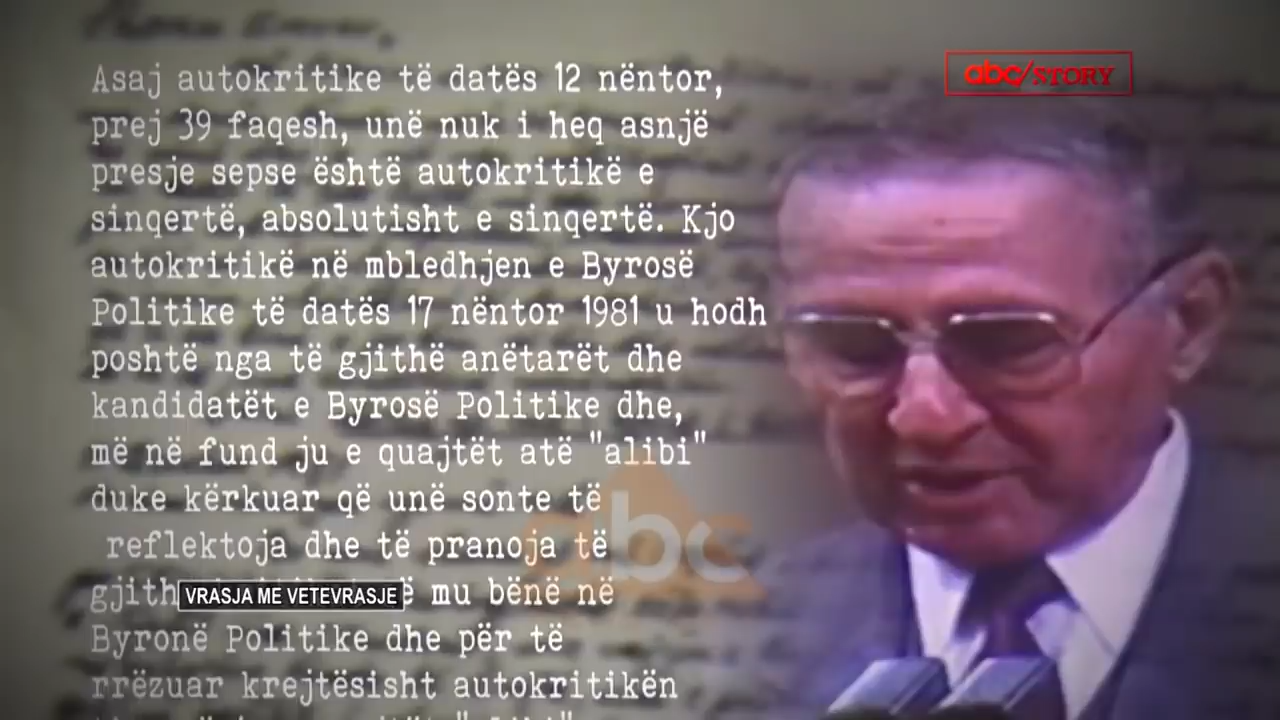 abc/STORY
Asaj autokritike të datës 12 nëntor,
prej 39 faqesh, unë nuk i heq asnjë
presje sepse është autokritikë e
sinqertë, absolutisht e sinqertë. Kjo
autokritikë në mbledhjen e Byrosë
Politike të datës 17 nëntor 1981 u hodh
poshtë nga të gjithë anëtarët dhe
kandidatët e Byrosë Politike dhe,
më në fund ju e quajtët atë "alibi"
duke kërkuar që unë sonte të
abc
reflektoja dhe të pranoja të
mu bënë në
VRASJA ME VETEVRASJE
Byronë Politike dhe për të
rrëzuar krejtësisht autokritikën